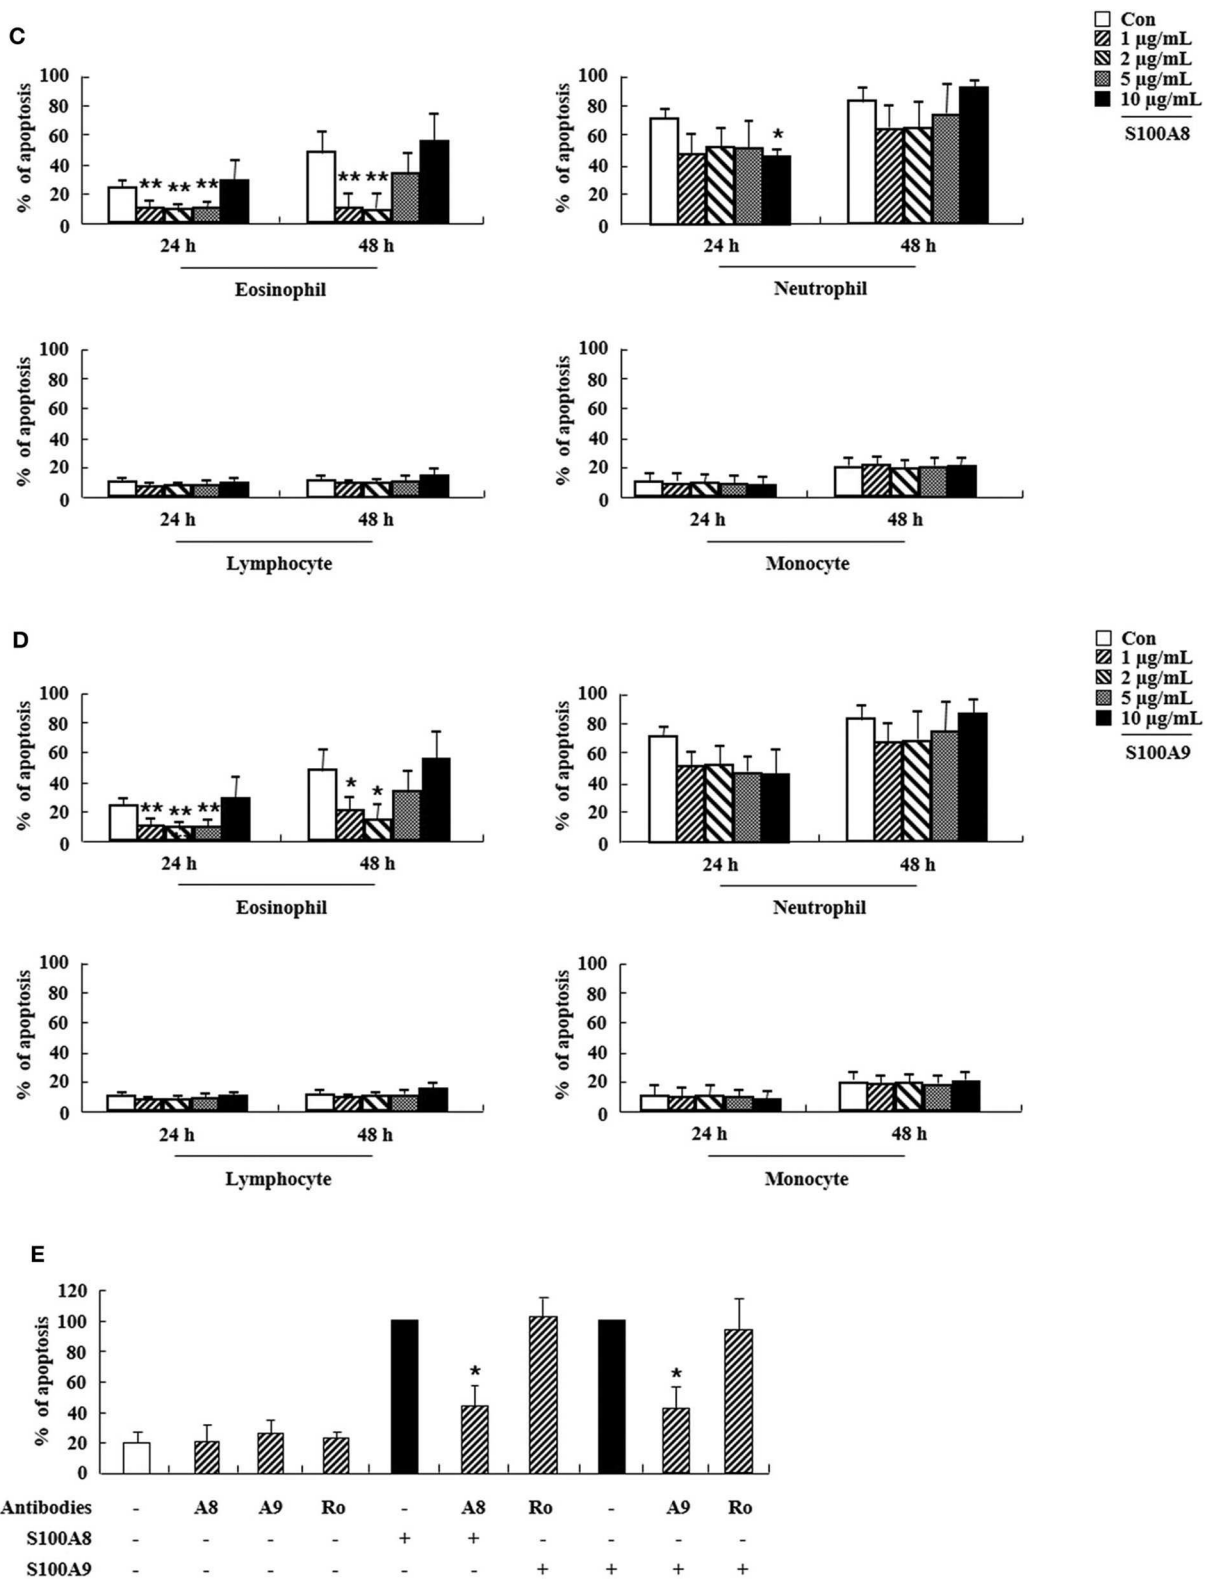 C
Con
1 µg/mL
2 µg/mL
5 µg/mL
10 µg/mL
S100A8
% of apoptosis
100
80
60
40
20
0
** ** **
** **
24 h 48 h
Eosinophil
% of apoptosis
100
80
60
40
20
0
*
24 h 48 h
Neutrophil
% of apoptosis
100
80
60
40
20
0
24 h 48 h
Lymphocyte
% of apoptosis
100
80
60
40
20
0
24 h 48 h
Monocyte
D
Con
1 µg/mL
2 µg/mL
5 µg/mL
10 µg/mL
S100A9
% of apoptosis
100
80
60
40
20
0
** ** **
* *
24 h 48 h
Eosinophil
% of apoptosis
100
80
60
40
20
0
24 h 48 h
Neutrophil
% of apoptosis
100
80
60
40
20
0
24 h 48 h
Lymphocyte
% of apoptosis
100
80
60
40
20
0
24 h 48 h
Monocyte
E
% of apoptosis
120
100
80
60
40
20
0
* *
Antibodies - A8 A9 Ro - A8 Ro - A9 Ro
S100A8 - - - - + + - - - -
S100A9 - - - - - - + + + +